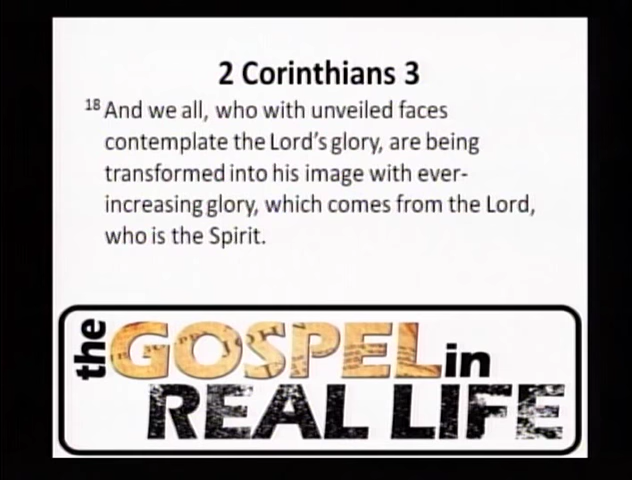 2 Corinthians 3
18 And we all, who with unveiled faces
contemplate the Lord's glory, are being
transformed into his image with ever-
increasing glory, which comes from the Lord,
who is the Spirit.
the GOSPEL in
REAL LIFE